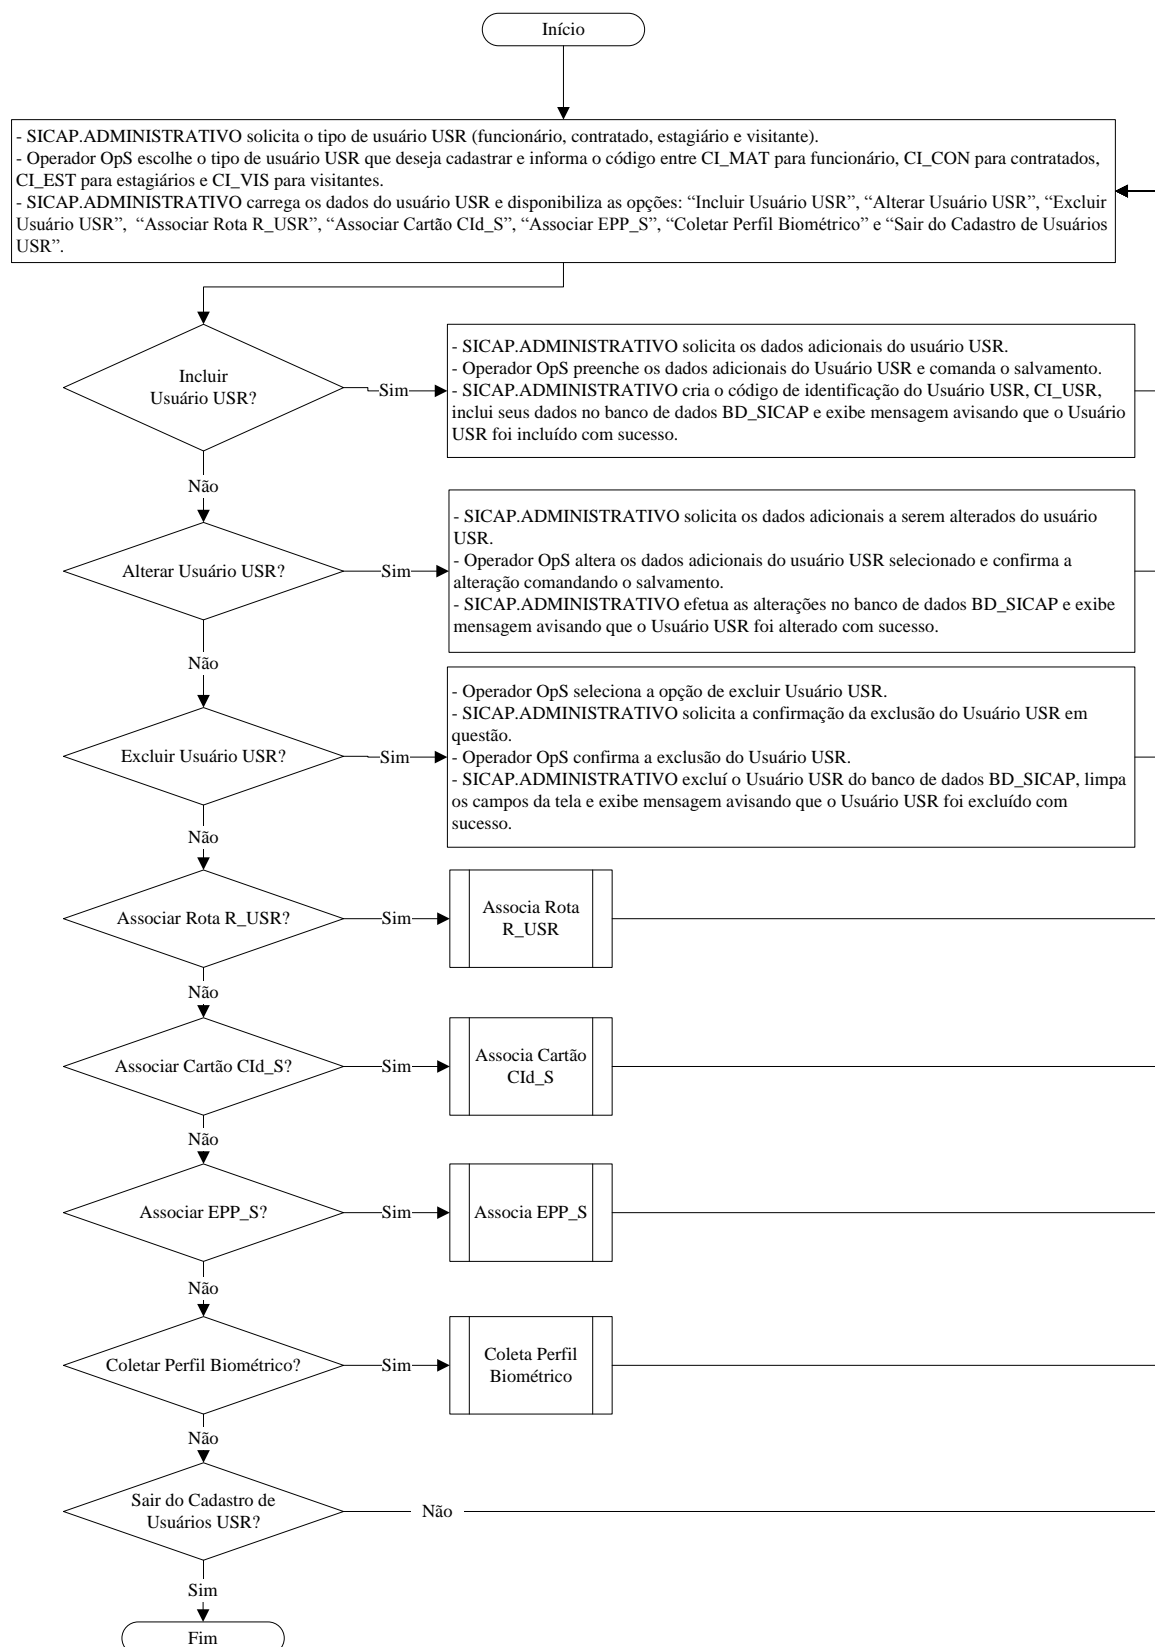 Início
- SICAP.ADMINISTRATIVO solicita o tipo de usuário USR (funcionário, contratado, estagiário e visitante).
- Operador OpS escolhe o tipo de usuário USR que deseja cadastrar e informa o código entre CI_MAT para funcionário, CI_CON para contratados,
CI_EST para estagiários e CI_VIS para visitantes.
- SICAP.ADMINISTRATIVO carrega os dados do usuário USR e disponibiliza as opções: “Incluir Usuário USR”, “Alterar Usuário USR”, “Excluir
Usuário USR”, “Associar Rota R_USR”, “Associar Cartão CId_S”, “Associar EPP_S”, “Coletar Perfil Biométrico” e “Sair do Cadastro de Usuários
USR”.
Incluir
Usuário USR?
Sim
- SICAP.ADMINISTRATIVO solicita os dados adicionais do usuário USR.
- Operador OpS preenche os dados adicionais do Usuário USR e comanda o salvamento.
- SICAP.ADMINISTRATIVO cria o código de identificação do Usuário USR, CI_USR,
inclui seus dados no banco de dados BD_SICAP e exibe mensagem avisando que o Usuário
USR foi incluído com sucesso.
Não
Alterar Usuário USR?
Sim
- SICAP.ADMINISTRATIVO solicita os dados adicionais a serem alterados do usuário
USR.
- Operador OpS altera os dados adicionais do usuário USR selecionado e confirma a
alteração comandando o salvamento.
- SICAP.ADMINISTRATIVO efetua as alterações no banco de dados BD_SICAP e exibe
mensagem avisando que o Usuário USR foi alterado com sucesso.
Não
Excluir Usuário USR?
Sim
- Operador OpS seleciona a opção de excluir Usuário USR.
- SICAP.ADMINISTRATIVO solicita a confirmação da exclusão do Usuário USR em
questão.
- Operador OpS confirma a exclusão do Usuário USR.
- SICAP.ADMINISTRATIVO excluí o Usuário USR do banco de dados BD_SICAP, limpa
os campos da tela e exibe mensagem avisando que o Usuário USR foi excluído com
sucesso.
Não
Associar Rota R_USR?
Sim
Associa Rota
R_USR
Não
Associar Cartão CId_S?
Sim
Associa Cartão
CId_S
Não
Associar EPP_S?
Sim
Associa EPP_S
Não
Coletar Perfil Biométrico?
Sim
Coleta Perfil
Biométrico
Não
Sair do Cadastro de
Usuários USR?
Não
Sim
Fim